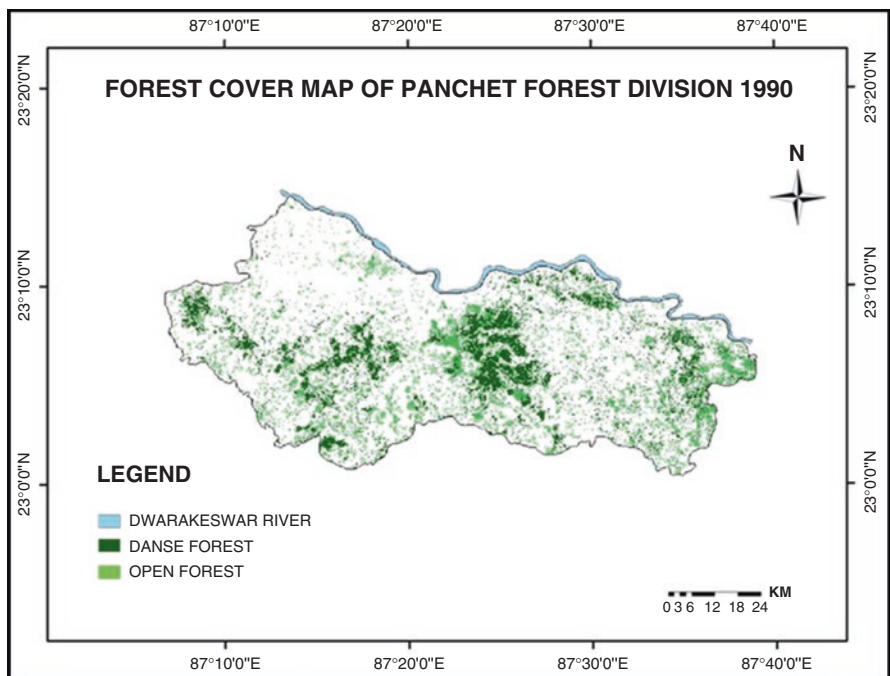 87°10'0"E 87°20'0"E 87°30'0"E 87°40'0"E
23°20'0"N 23°20'0"N
FOREST COVER MAP OF PANCHET FOREST DIVISION 1990
N
23°10'0"N 23°10'0"N
LEGEND
23°0'0"N 23°0'0"N
DWARAKESWAR RIVER
DANSE FOREST
OPEN FOREST
KM
0 3 6 12 18 24
87°10'0"E 87°20'0"E 87°30'0"E 87°40'0"E